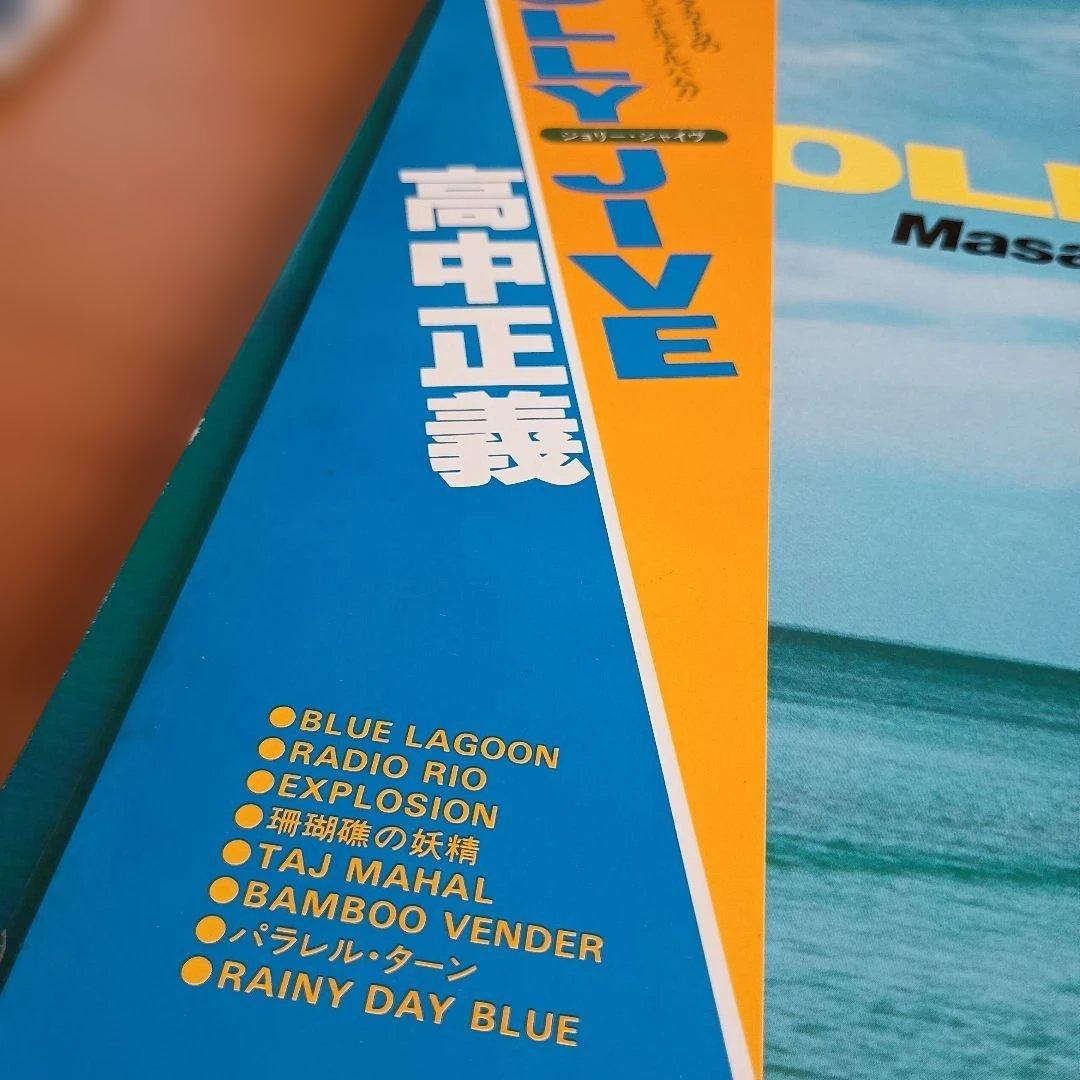 OLLY JIVE
ジョリー・ジャイヴ
高中正義
●BLUE LAGOON
●RADIO RIO
●EXPLOSION
●珊瑚礁の妖精
●TAJ MAHAL
●BAMBOO VENDER
●パラレル・ターン
●RAINY DAY BLUE
OLL
Masa